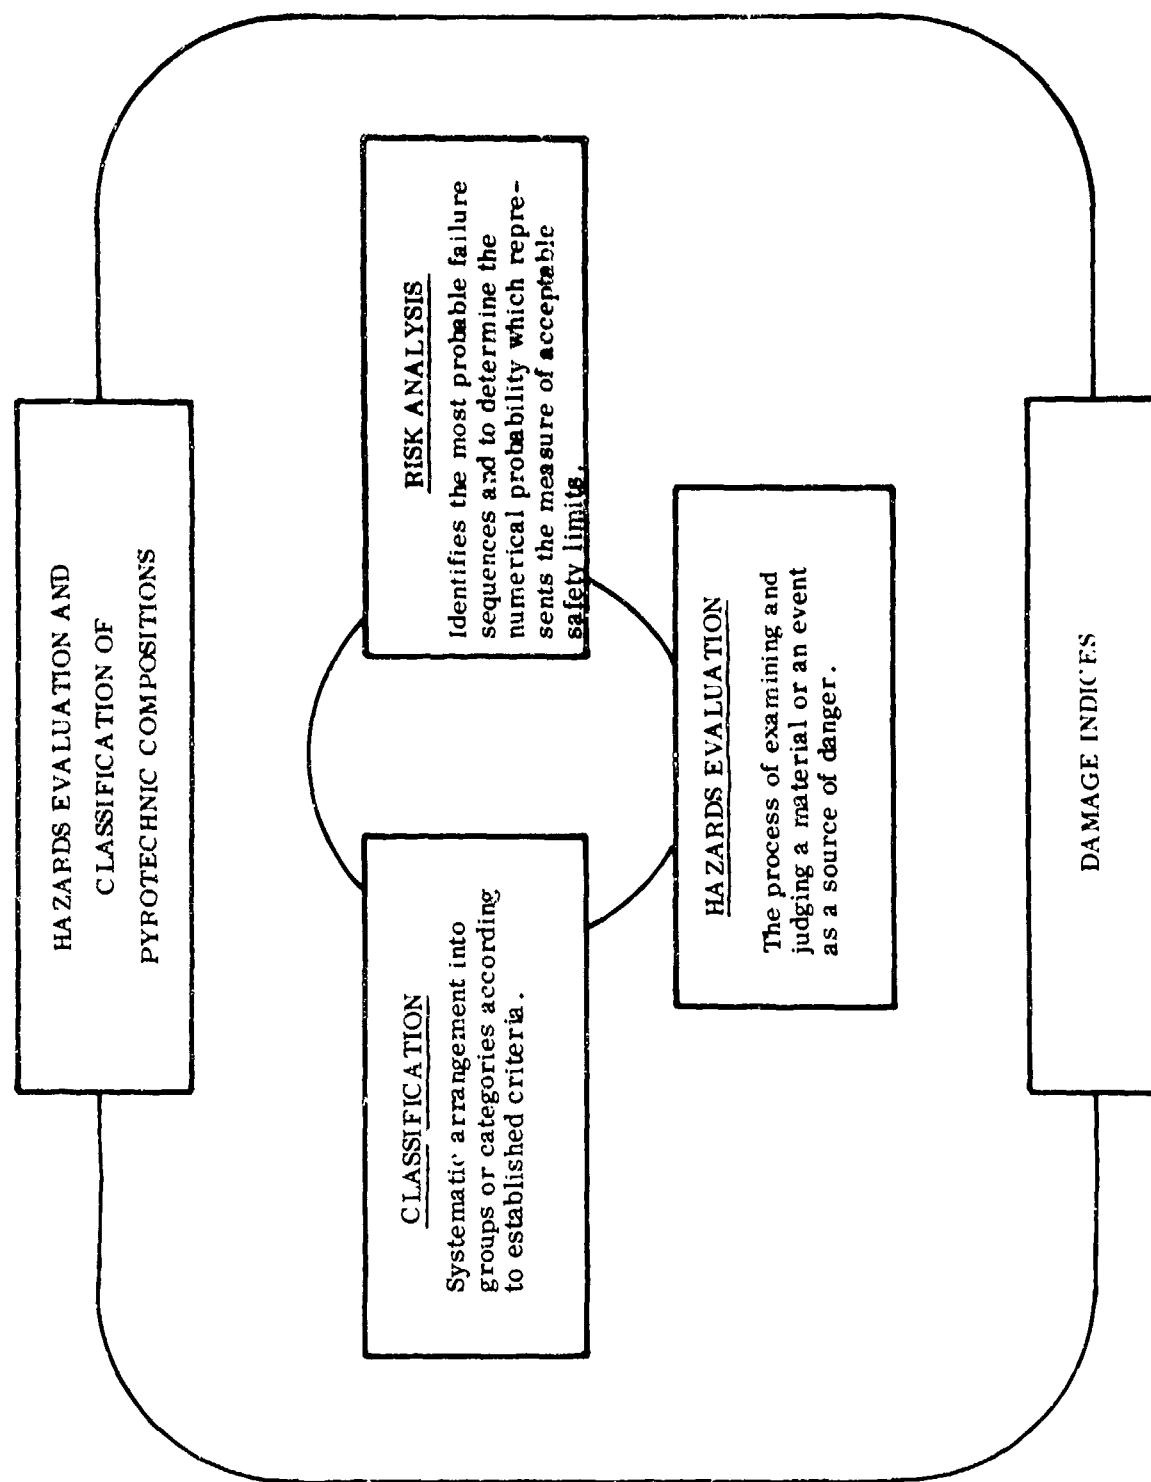 HAZARDS EVALUATION AND
CLASSIFICATION OF
PYROTECHNIC COMPOSITIONS
CLASSIFICATION
Systematic arrangement into
groups or categories according
to established criteria.
RISK ANALYSIS
Identifies the most probable failure
sequences and to determine the
numerical probability which repre-
sents the measure of acceptable
safety limits.
HAZARDS EVALUATION
The process of examining and
judging a material or an event
as a source of danger.
DAMAGE INDICES